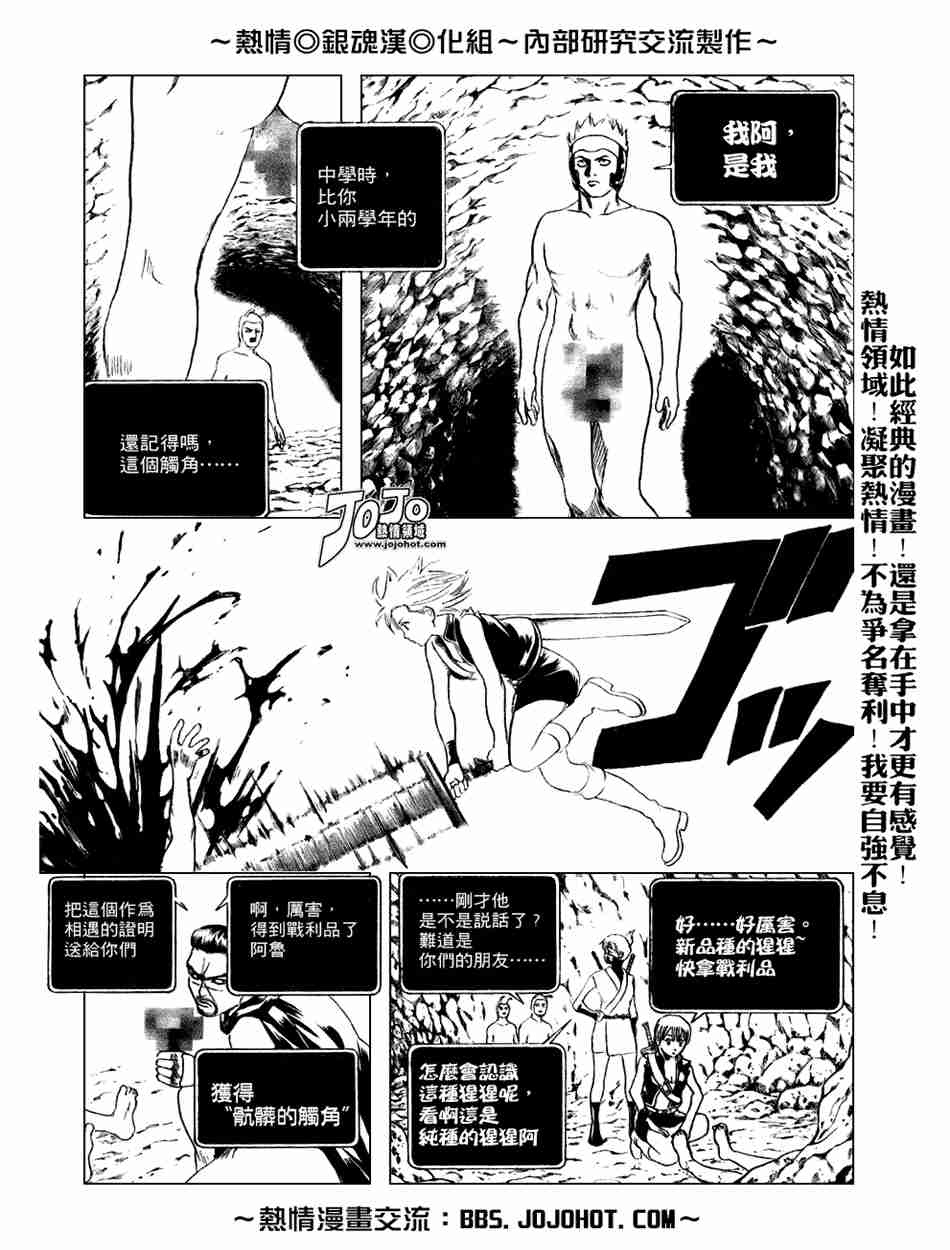 ～熱情◎銀魂漢◎化組～內部研究交流製作～
我阿，
是我
中學時，
比你
小兩學年的
還記得嗎，
這個觸角……
如此經典的漫畫！還是拿在手中才更有感覺！
熱情領域！凝聚熱情！不為爭名奪利！我要自強不息！
JOJO
熱情領域
www.jojohot.com
ゴッ
好……好厲害。
新品種的猩猩~
快拿戰利品
……剛才他
是不是説話了？
難道是
你們的朋友……
怎麼會認識
這種猩猩呢，
看啊這是
純種的猩猩阿
啊，厲害，
得到戰利品了
阿魯
把這個作爲
相遇的證明
送給你們
獲得
“骯髒的觸角”
～熱情漫畫交流：BBS. JOJOHOT. COM～